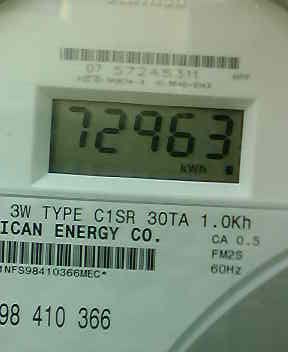 07 57245311
72963
kWh
3W TYPE C1SR 30TA 1.0Kh
ICAN ENERGY CO.
CA 0.5
FM2S
60Hz
1NFS98410366MEC*
98 410 366